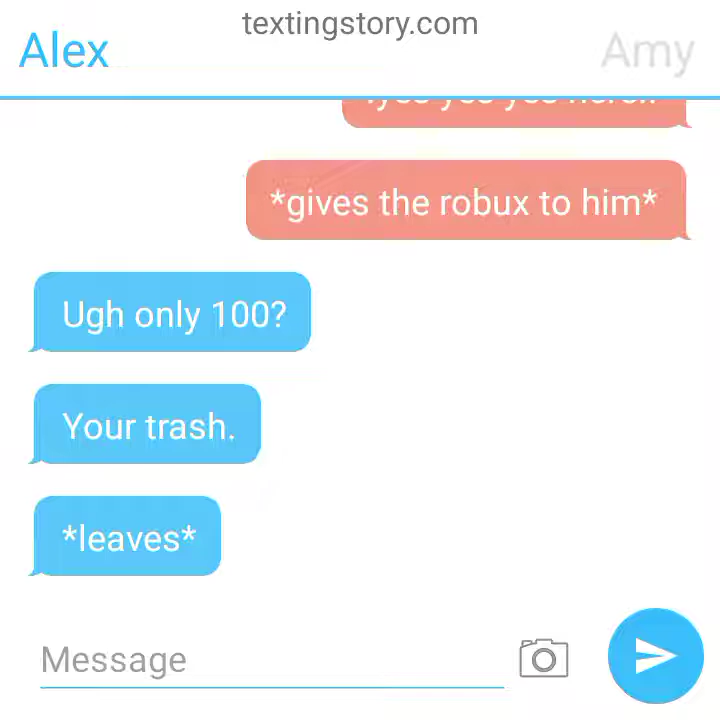 textingstory.com
Alex
Amy
*gives the robux to him*
Ugh only 100?
Your trash.
*leaves*
Message